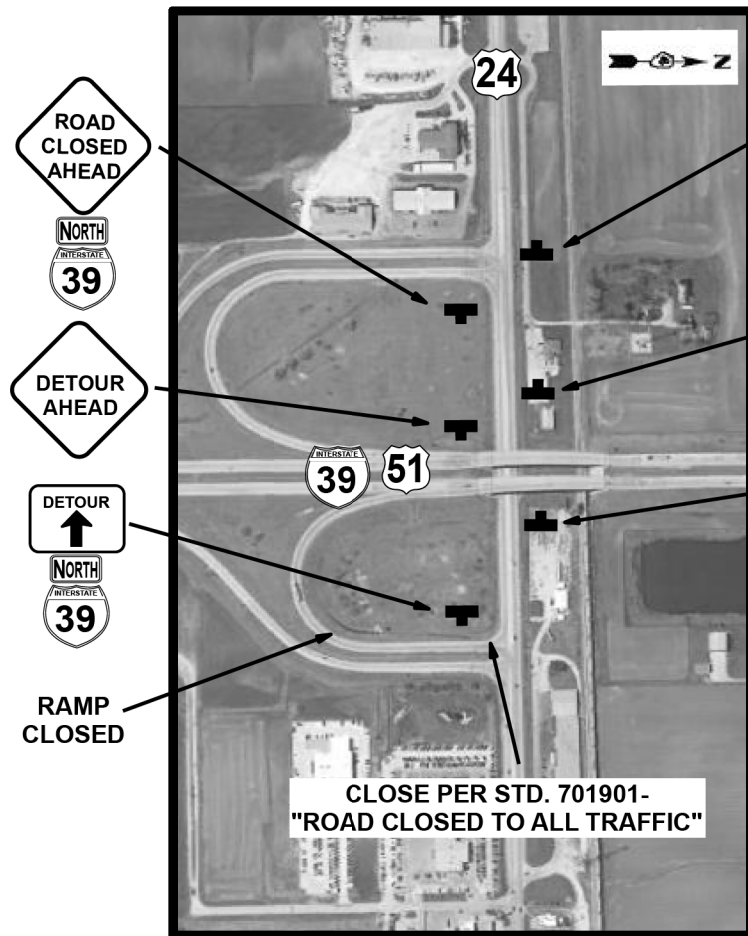 24
Z
ROAD
CLOSED
AHEAD
NORTH
INTERSTATE
39
DETOUR
AHEAD
INTERSTATE
39
51
DETOUR
NORTH
INTERSTATE
39
RAMP
CLOSED
CLOSE PER STD. 701901-
"ROAD CLOSED TO ALL TRAFFIC"